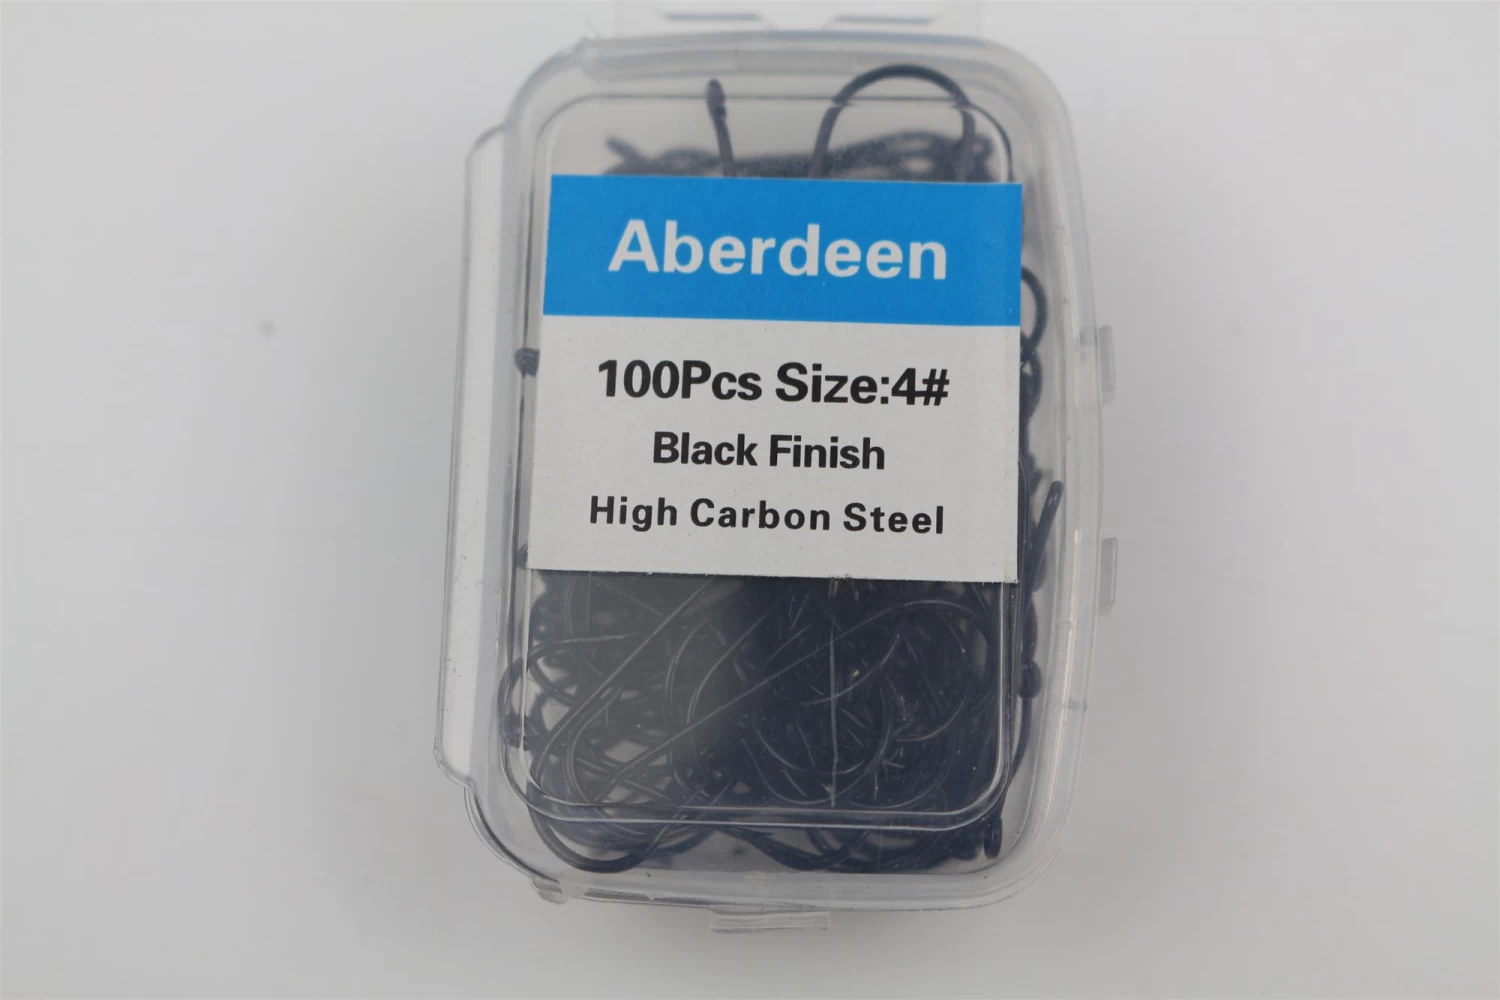 Aberdeen
100Pcs Size:4#
Black Finish
High Carbon Steel